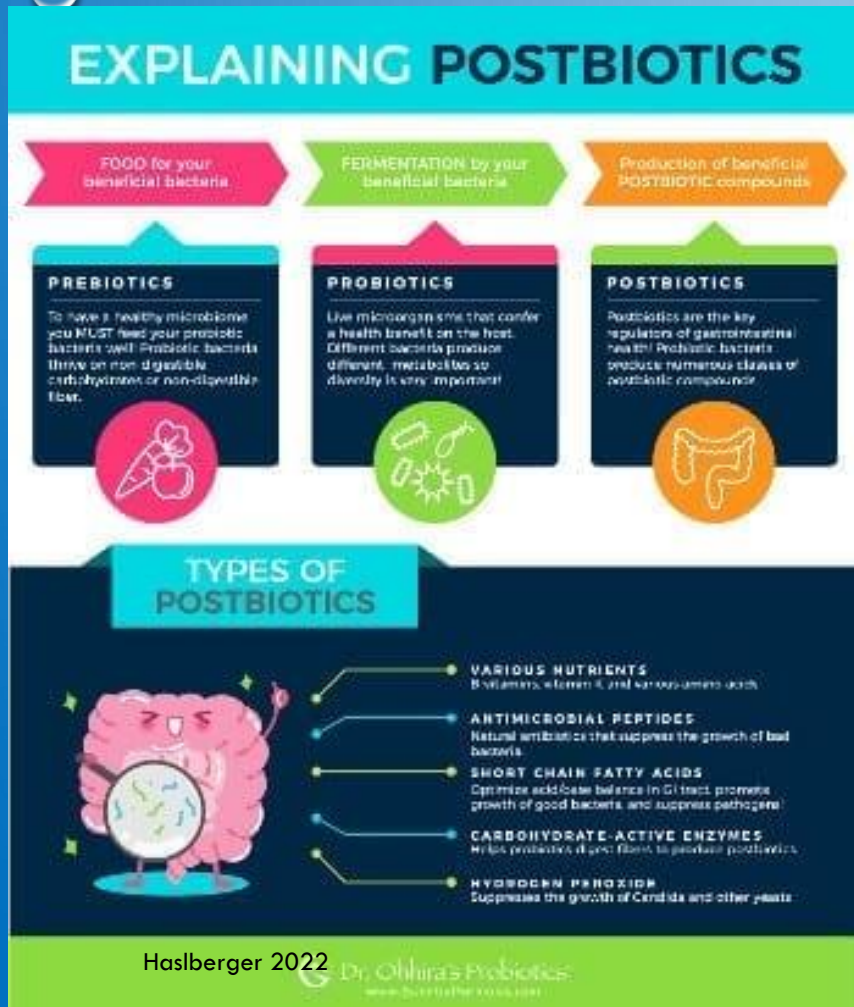 EXPLAINING POSTBIOTICS
FOOD for your
beneficial bacteria
FERMENTATION by your
beneficial bacteria
Production of beneficial
POSTBIOTIC compounds
PREBIOTICS
To have a healthy microbiome
you MUST feed your probiotic
bacteria well! Probiotic bacteria
thrive on non-digestible
carbohydrates or non-digestible
fiber.
PROBIOTICS
Live microorganisms that confer
a health benefit on the host.
Different bacteria produce
different metabolites so
diversity is very important!
POSTBIOTICS
Postbiotics are the key
regulators of gastrointestinal
health! Probiotic bacteria
produce numerous classes of
postbiotic compounds
TYPES OF
POSTBIOTICS
VARIOUS NUTRIENTS
B vitamins, vitamin K and various amino acids
ANTIMICROBIAL PEPTIDES
Natural antibiotics that suppress the growth of bad
bacteria
SHORT CHAIN FATTY ACIDS
Optimize acid/base balance in GI tract, promote
growth of good bacteria, and suppress pathogens!
CARBOHYDRATE-ACTIVE ENZYMES
Helps probiotics digest fibers to produce postbiotics
HYDROGEN PEROXIDE
Suppresses the growth of Candida and other yeasts
Haslberger 2022
Dr. Ohhira's Probiotics